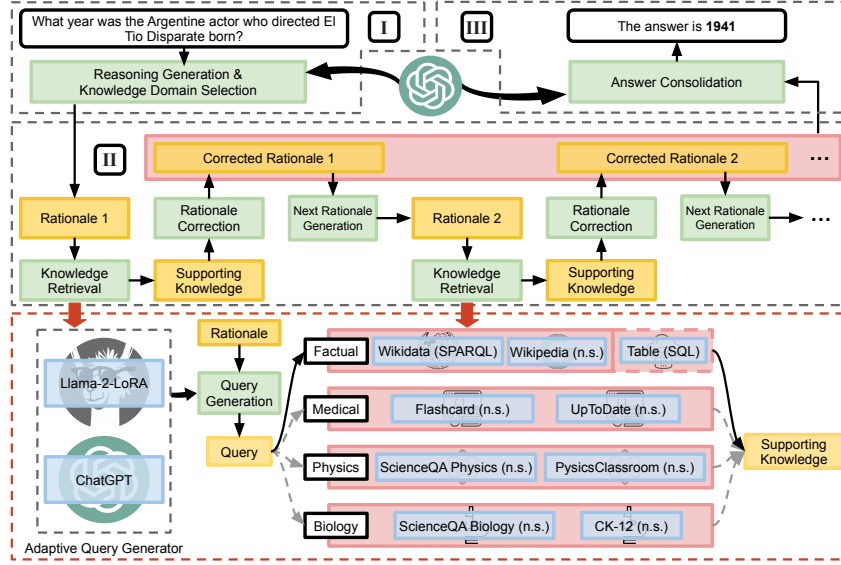 What year was the Argentine actor who directed El
Tio Disparate born?
I
III
The answer is 1941
Reasoning Generation &
Knowledge Domain Selection
Answer Consolidation
II
Corrected Rationale 1
Corrected Rationale 2
...
Rationale 1
Rationale
Correction
Next Rationale
Generation
Rationale 2
Rationale
Correction
Next Rationale
Generation
...
Knowledge
Retrieval
Supporting
Knowledge
Knowledge
Retrieval
Supporting
Knowledge
Llama-2-LoRA
ChatGPT
Adaptive Query Generator
Rationale
Query
Generation
Query
Factual
Wikidata (SPARQL)
Wikipedia (n.s.)
Table (SQL)
Medical
Flashcard (n.s.)
UpToDate (n.s.)
Physics
ScienceQA Physics (n.s.)
PysicsClassroom (n.s.)
Biology
ScienceQA Biology (n.s.)
CK-12 (n.s.)
Supporting
Knowledge